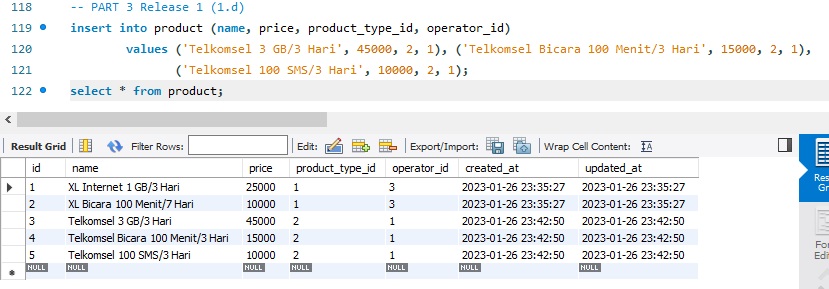 118 -- PART 3 Release 1 (1.d)
119 insert into product (name, price, product_type_id, operator_id)
120 values ('Telkomsel 3 GB/3 Hari', 45000, 2, 1), ('Telkomsel Bicara 100 Menit/3 Hari', 15000, 2, 1),
121 ('Telkomsel 100 SMS/3 Hari', 10000, 2, 1);
122 select * from product;
Result Grid Filter Rows: Edit: Export/Import: Wrap Cell Content:
id name price product_type_id operator_id created_at updated_at
1 XL Internet 1 GB/3 Hari 25000 1 3 2023-01-26 23:35:27 2023-01-26 23:35:27
2 XL Bicara 100 Menit/7 Hari 10000 1 3 2023-01-26 23:35:27 2023-01-26 23:35:27
3 Telkomsel 3 GB/3 Hari 45000 2 1 2023-01-26 23:42:50 2023-01-26 23:42:50
4 Telkomsel Bicara 100 Menit/3 Hari 15000 2 1 2023-01-26 23:42:50 2023-01-26 23:42:50
5 Telkomsel 100 SMS/3 Hari 10000 2 1 2023-01-26 23:42:50 2023-01-26 23:42:50
NULL NULL NULL NULL NULL NULL NULL
Res
Gr
For
Edit